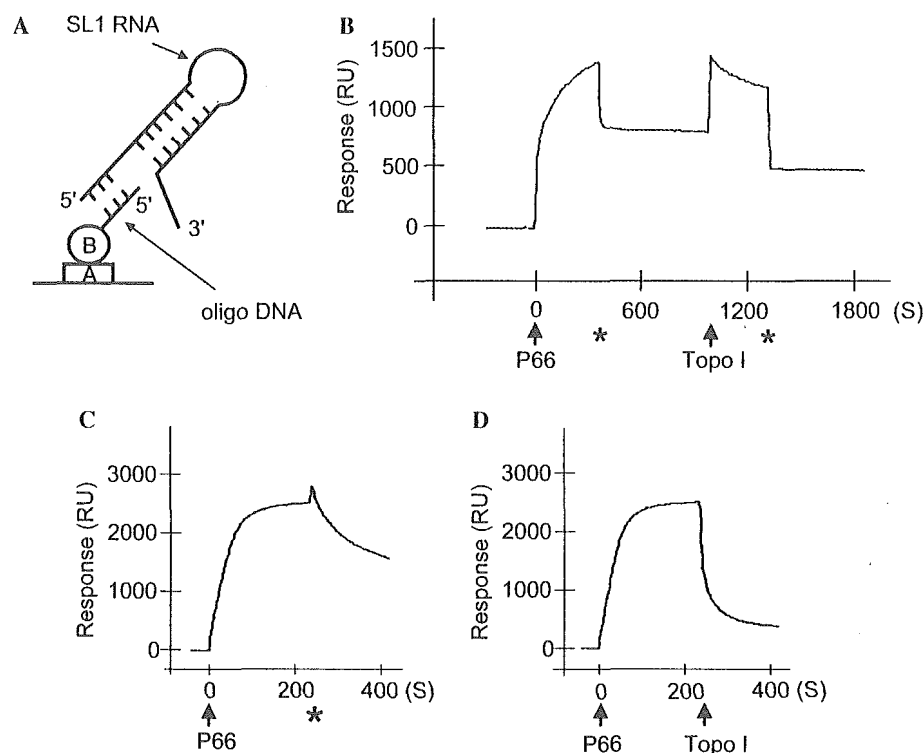 A
SL1 RNA
5'
5'
3'
B
A
oligo DNA
B
Response (RU)
1500
1000
500
0
0 600 1200 1800 (S)
*
*
P66
Topo I
C
Response (RU)
3000
2000
1000
0
0 200 400 (S)
*
P66
D
Response (RU)
3000
2000
1000
0
0 200 400 (S)
P66
Topo I